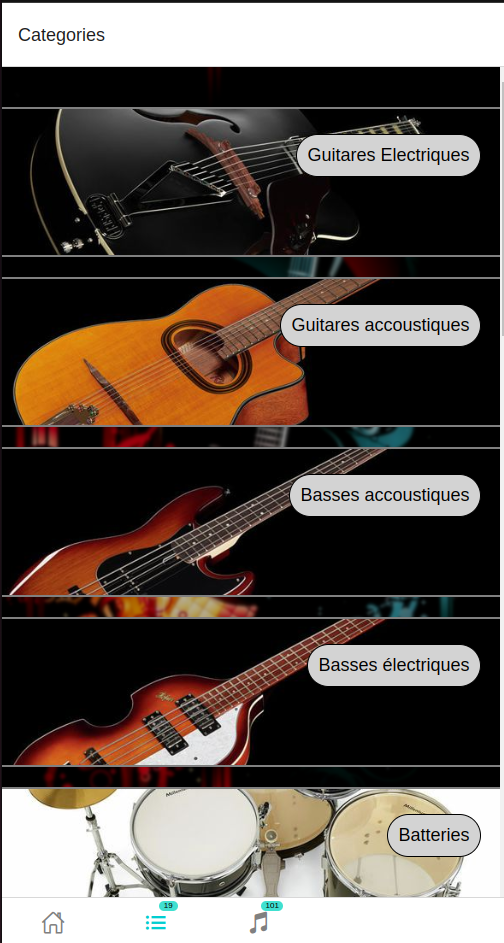 Categories
Guitares Electriques
Guitares accoustiques
Basses accoustiques
Basses électriques
Batteries
19
101